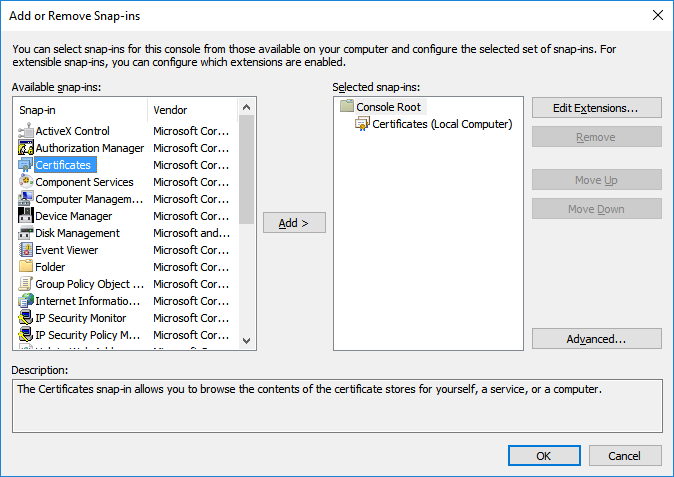 Add or Remove Snap-ins
You can select snap-ins for this console from those available on your computer and configure the selected set of snap-ins. For
extensible snap-ins, you can configure which extensions are enabled.
Available snap-ins:
Snap-in Vendor
ActiveX Control Microsoft Cor...
Authorization Manager Microsoft Cor...
Certificates Microsoft Cor...
Component Services Microsoft Cor...
Computer Managem... Microsoft Cor...
Device Manager Microsoft Cor...
Disk Management Microsoft and...
Event Viewer Microsoft Cor...
Folder Microsoft Cor...
Group Policy Object ... Microsoft Cor...
Internet Informatio... Microsoft Cor...
IP Security Monitor Microsoft Cor...
IP Security Policy M... Microsoft Cor...
Add >
Selected snap-ins:
Console Root
Certificates (Local Computer)
Edit Extensions...
Remove
Move Up
Move Down
Advanced...
Description:
The Certificates snap-in allows you to browse the contents of the certificate stores for yourself, a service, or a computer.
OK
Cancel